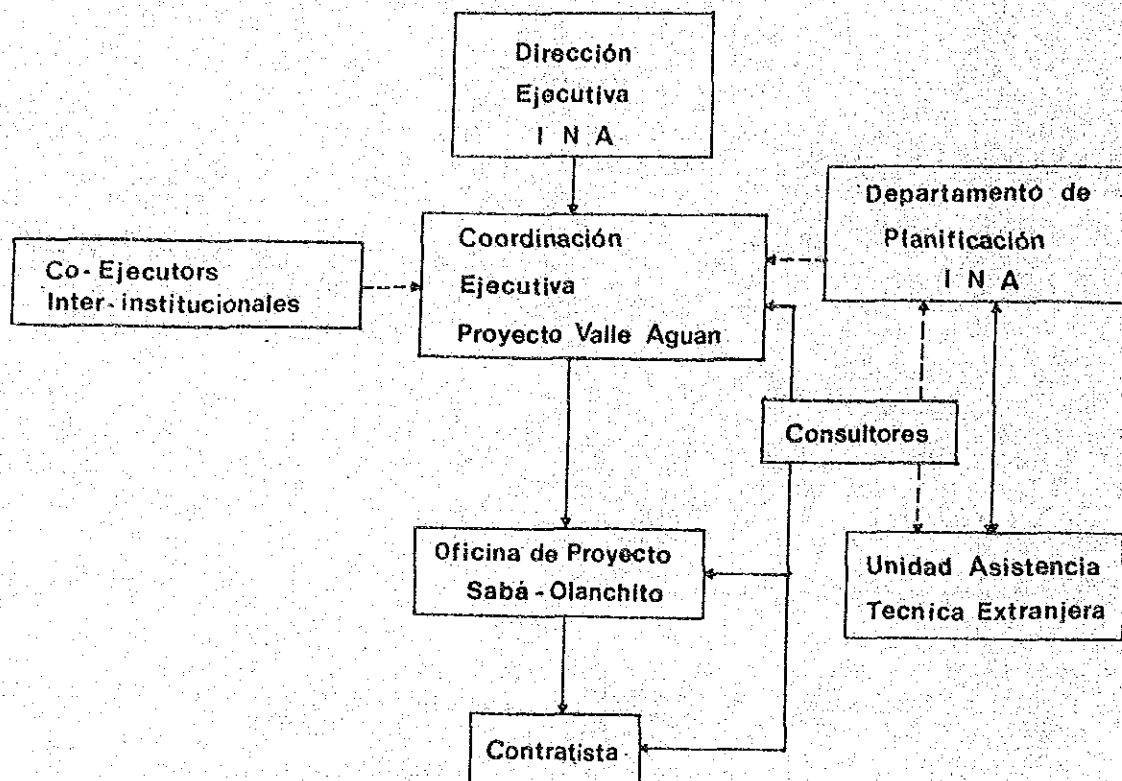 Dirección
Ejecutiva
I N A
Departamento de
Planificación
I N A
Coordinación
Ejecutiva
Proyecto Valle Aguan
Co-Ejecutors
Inter-institucionales
Consultores
Oficina de Proyecto
Sabá-Olanchito
Unidad Asistencia
Tecnica Extranjera
Contratista